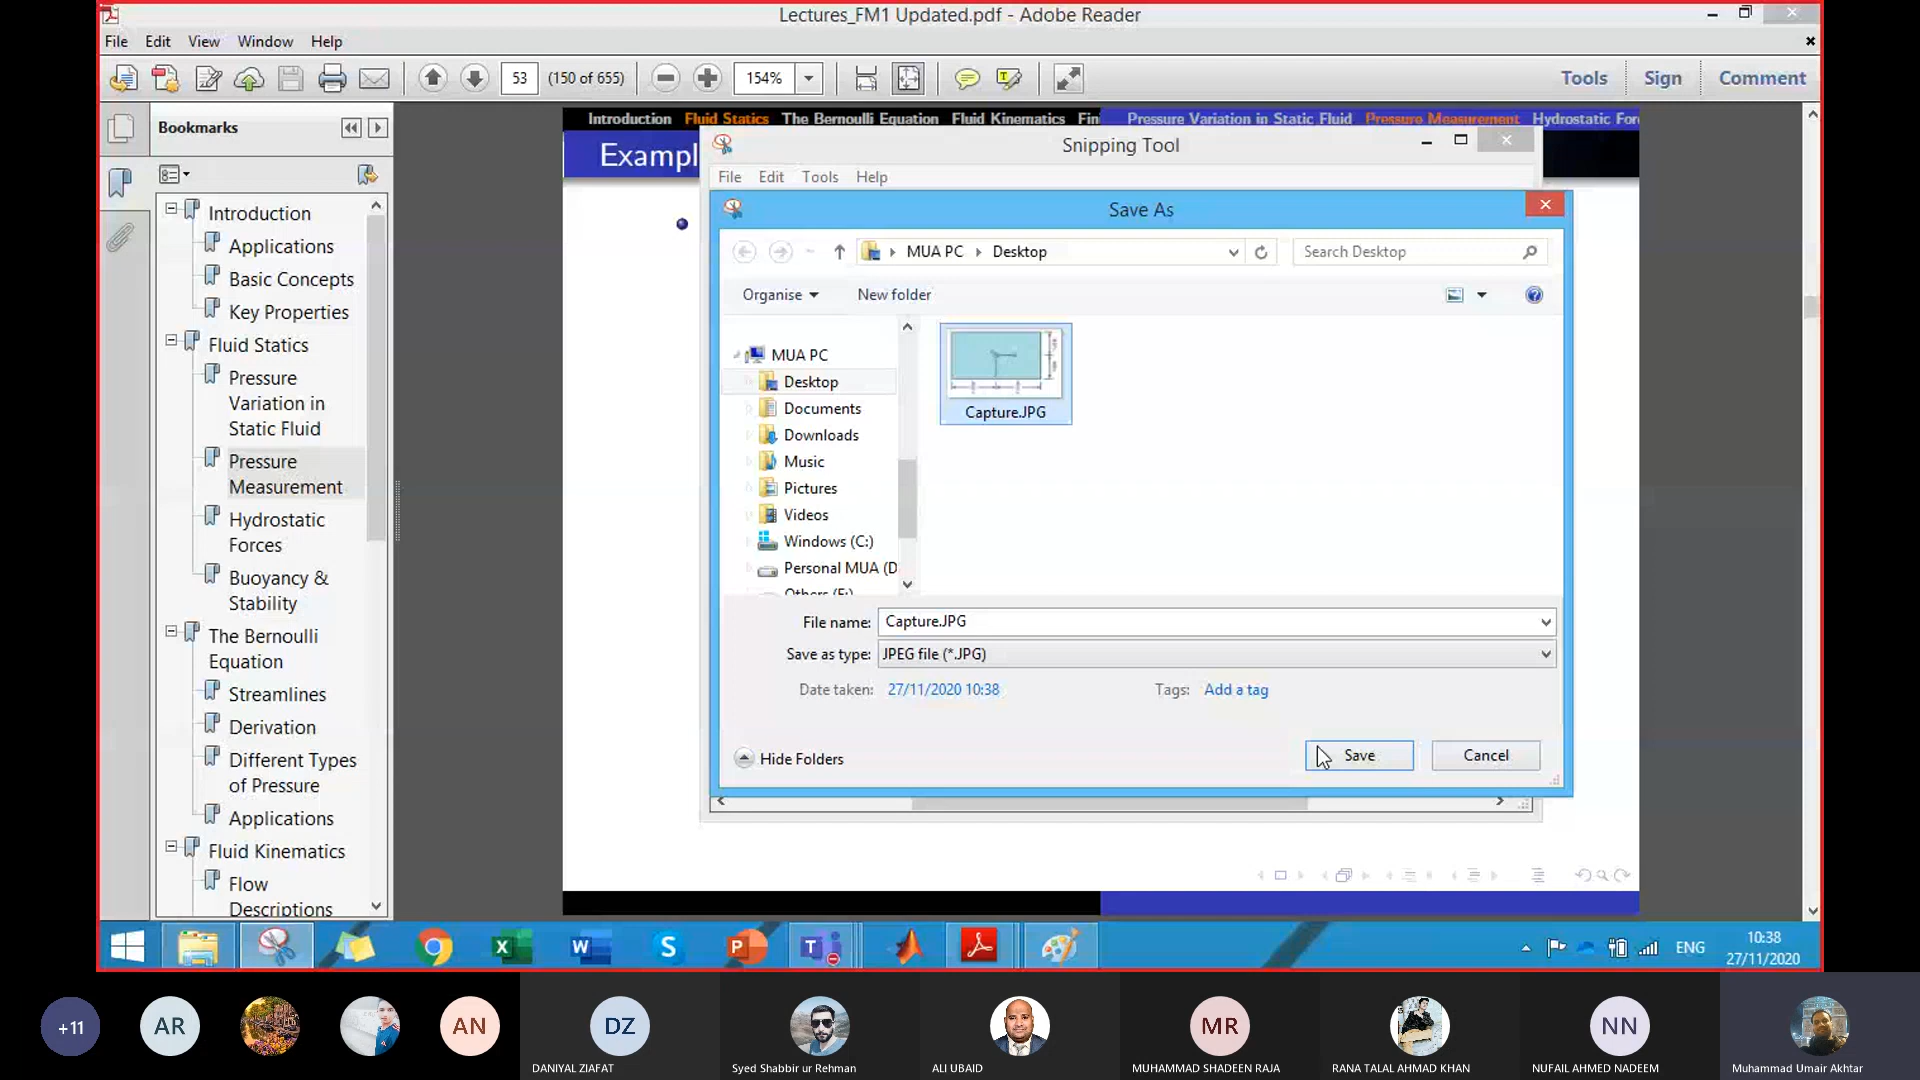 Lectures_FM1 Updated.pdf - Adobe Reader
File Edit View Window Help
53 (150 of 655) 154% Tools Sign Comment
Bookmarks
Introduction
Applications
Basic Concepts
Key Properties
Fluid Statics
Pressure
Variation in
Static Fluid
Pressure
Measurement
Hydrostatic
Forces
Buoyancy &
Stability
The Bernoulli
Equation
Streamlines
Derivation
Different Types
of Pressure
Applications
Fluid Kinematics
Flow
Descriptions
Introduction Fluid Statics The Bernoulli Equation Fluid Kinematics Fin
Pressure Variation in Static Fluid Pressure Measurement Hydrostatic For
Exampl
Snipping Tool
File Edit Tools Help
Save As
MUA PC Desktop
Search Desktop
Organise New folder
MUA PC
Desktop
Documents
Downloads
Music
Pictures
Videos
Windows (C:)
Personal MUA (D
Others (E:)
Capture.JPG
File name: Capture.JPG
Save as type: JPEG file (*.JPG)
Date taken: 27/11/2020 10:38 Tags: Add a tag
Hide Folders Save Cancel
ENG
10:38
27/11/2020
+11
AR
AN
DZ
MR
NN
DANIYAL ZIAFAT
Syed Shabbir ur Rehman
ALI UBAID
MUHAMMAD SHADEEN RAJA
RANA TALAL AHMAD KHAN
NUFAIL AHMED NADEEM
Muhammad Umair Akhtar